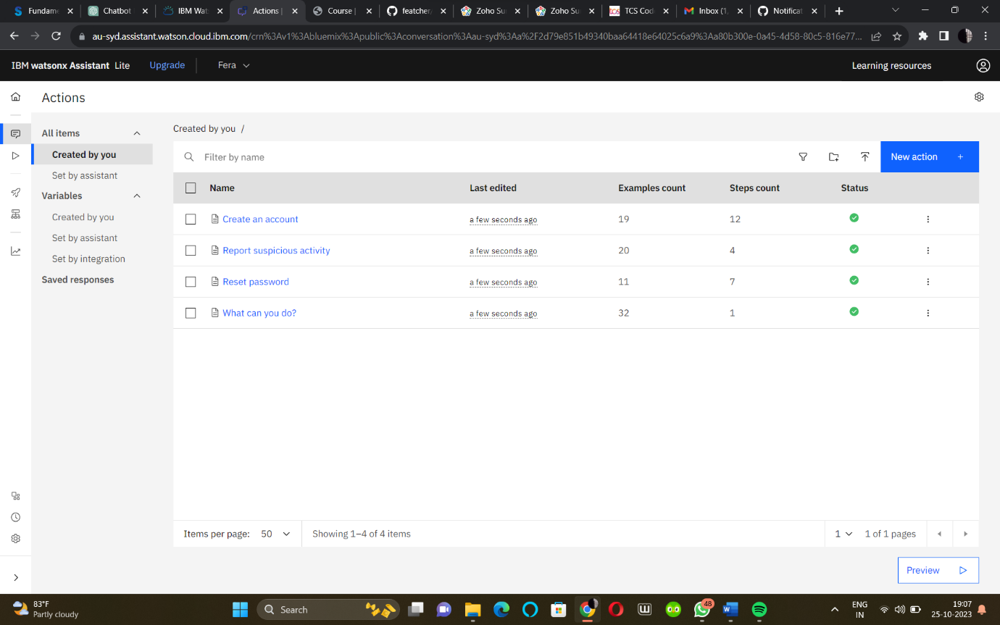 Fundame
Chatbot
IBM Wat
Actions |
Course |
featcher
Zoho Su
Zoho Su
TCS Cod
Inbox (1,
Notificat
au-syd.assistant.watson.cloud.ibm.com/crn%3Av1%3Abluemix%3Apublic%3Aconversation%3Aau-syd%3Aa%2F2d79e851b49340baa64418e64025c6a9%3Aa80b300e-0a45-4d58-80c5-816e77...
IBM watsonx Assistant Lite
Upgrade
Fera
Learning resources
Actions
All items
Created by you
Set by assistant
Variables
Created by you
Set by assistant
Set by integration
Saved responses
Created by you /
Filter by name
New action +
Name Last edited Examples count Steps count Status
Create an account a few seconds ago 19 12
Report suspicious activity a few seconds ago 20 4
Reset password a few seconds ago 11 7
What can you do? a few seconds ago 32 1
Items per page: 50
Showing 1–4 of 4 items
1
1 of 1 pages
Preview
83°F
Partly cloudy
Search
48
ENG
IN
19:07
25-10-2023